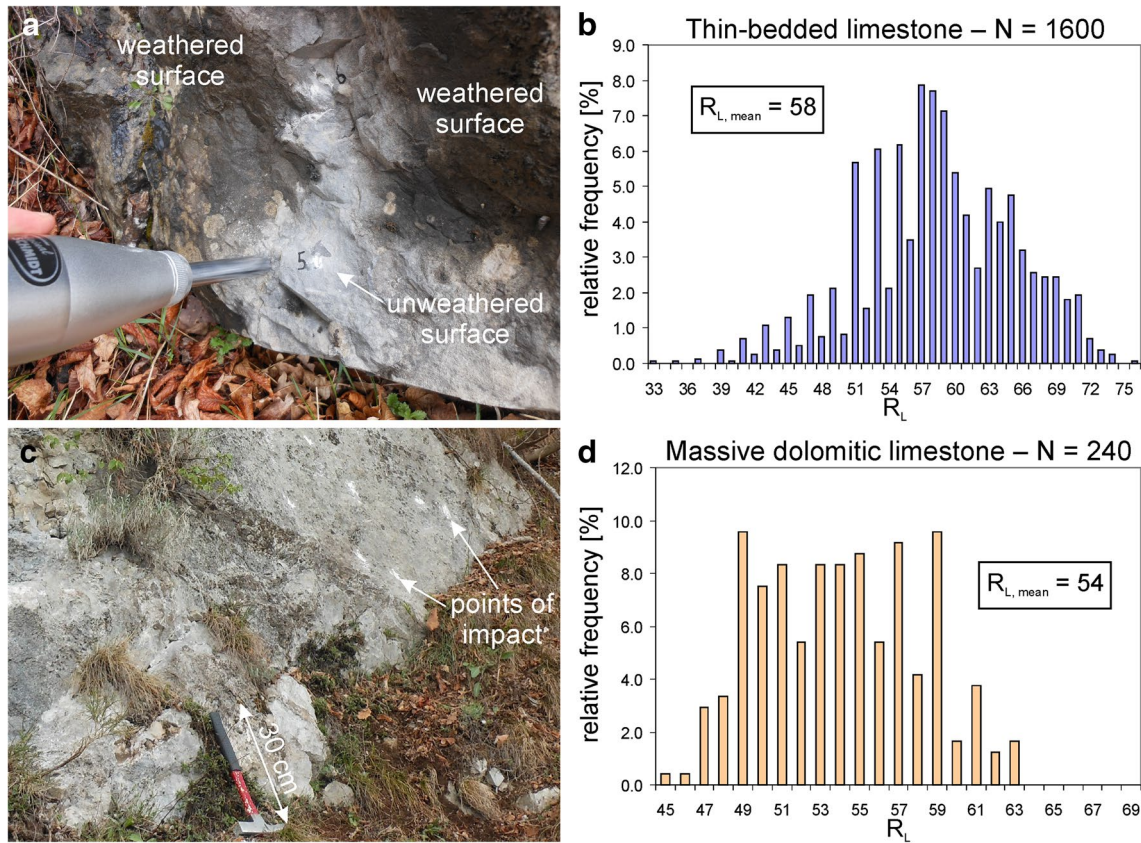 a
weathered
surface
weathered
surface
6
5
SCHMIDT
unweathered
surface
b
Thin-bedded limestone – N = 1600
relative frequency [%]
9.0
8.0
7.0
6.0
5.0
4.0
3.0
2.0
1.0
0.0
R_L, mean = 58
33 36 39 42 45 48 51 54 57 60 63 66 69 72 75
R_L
c
points of
impact
30 cm
d
Massive dolomitic limestone – N = 240
relative frequency [%]
12.0
10.0
8.0
6.0
4.0
2.0
0.0
R_L, mean = 54
45 47 49 51 53 55 57 59 61 63 65 67 69
R_L